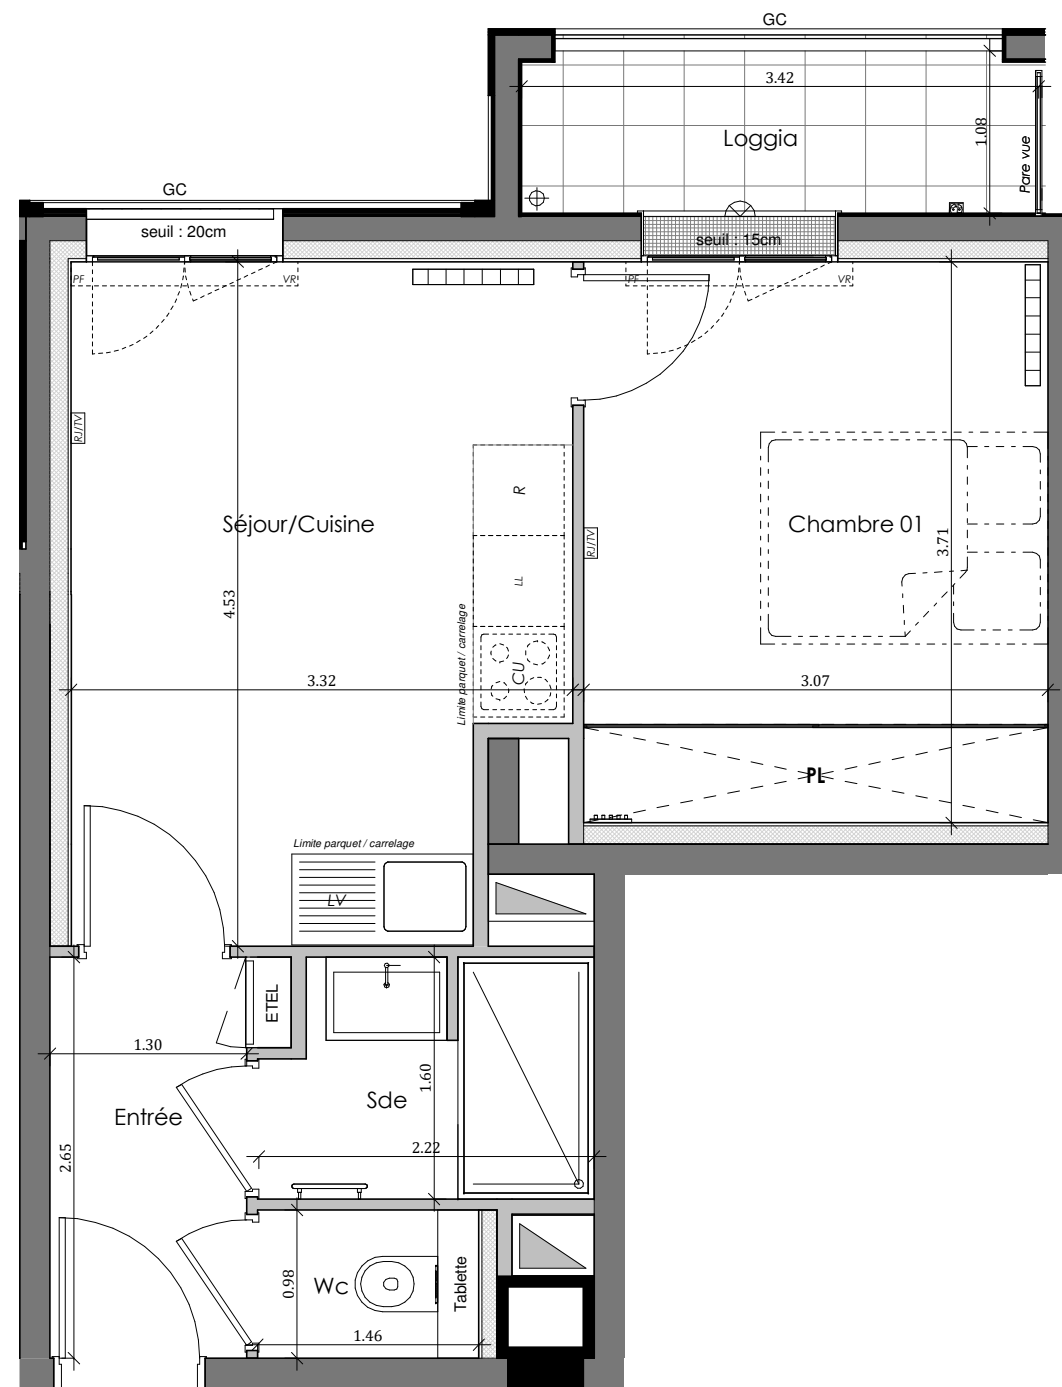 GC
3.42
1.08
Loggia
Pare vue
GC
seuil : 20cm
seuil : 15cm
PF
VR
PF
VR
RJ/TV
R
Séjour/Cuisine
Chambre 01
3.71
RJ/TV
LL
4.53
Limite parquet / carrelage
CU
3.32
3.07
PL
Limite parquet / carrelage
LV
ETEL
1.30
1.60
Sde
Entrée
2.22
2.65
0.98
Wc
Tablette
1.46